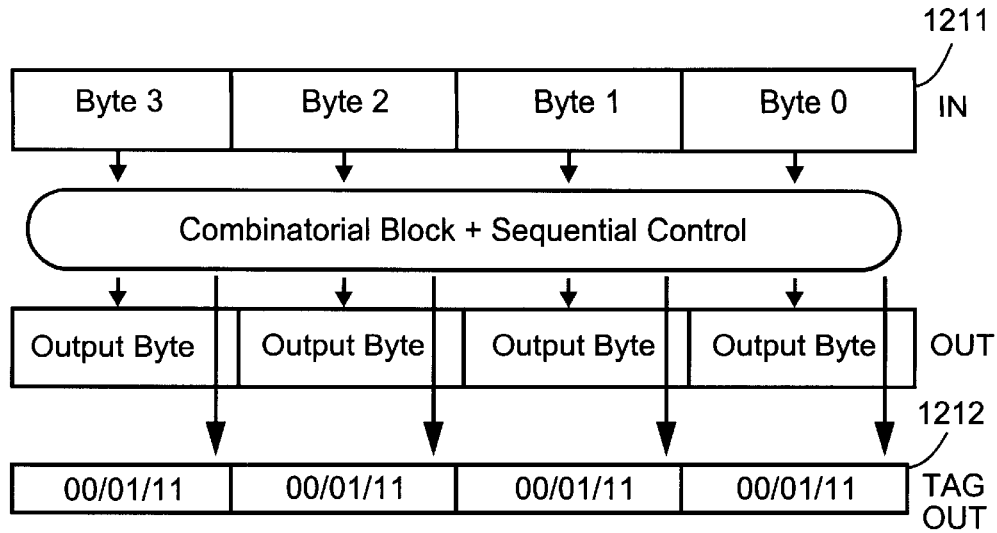 1211
Byte 3 Byte 2 Byte 1 Byte 0 IN
Combinatorial Block + Sequential Control
Output Byte Output Byte Output Byte Output Byte OUT
1212
00/01/11 00/01/11 00/01/11 00/01/11 TAG
OUT